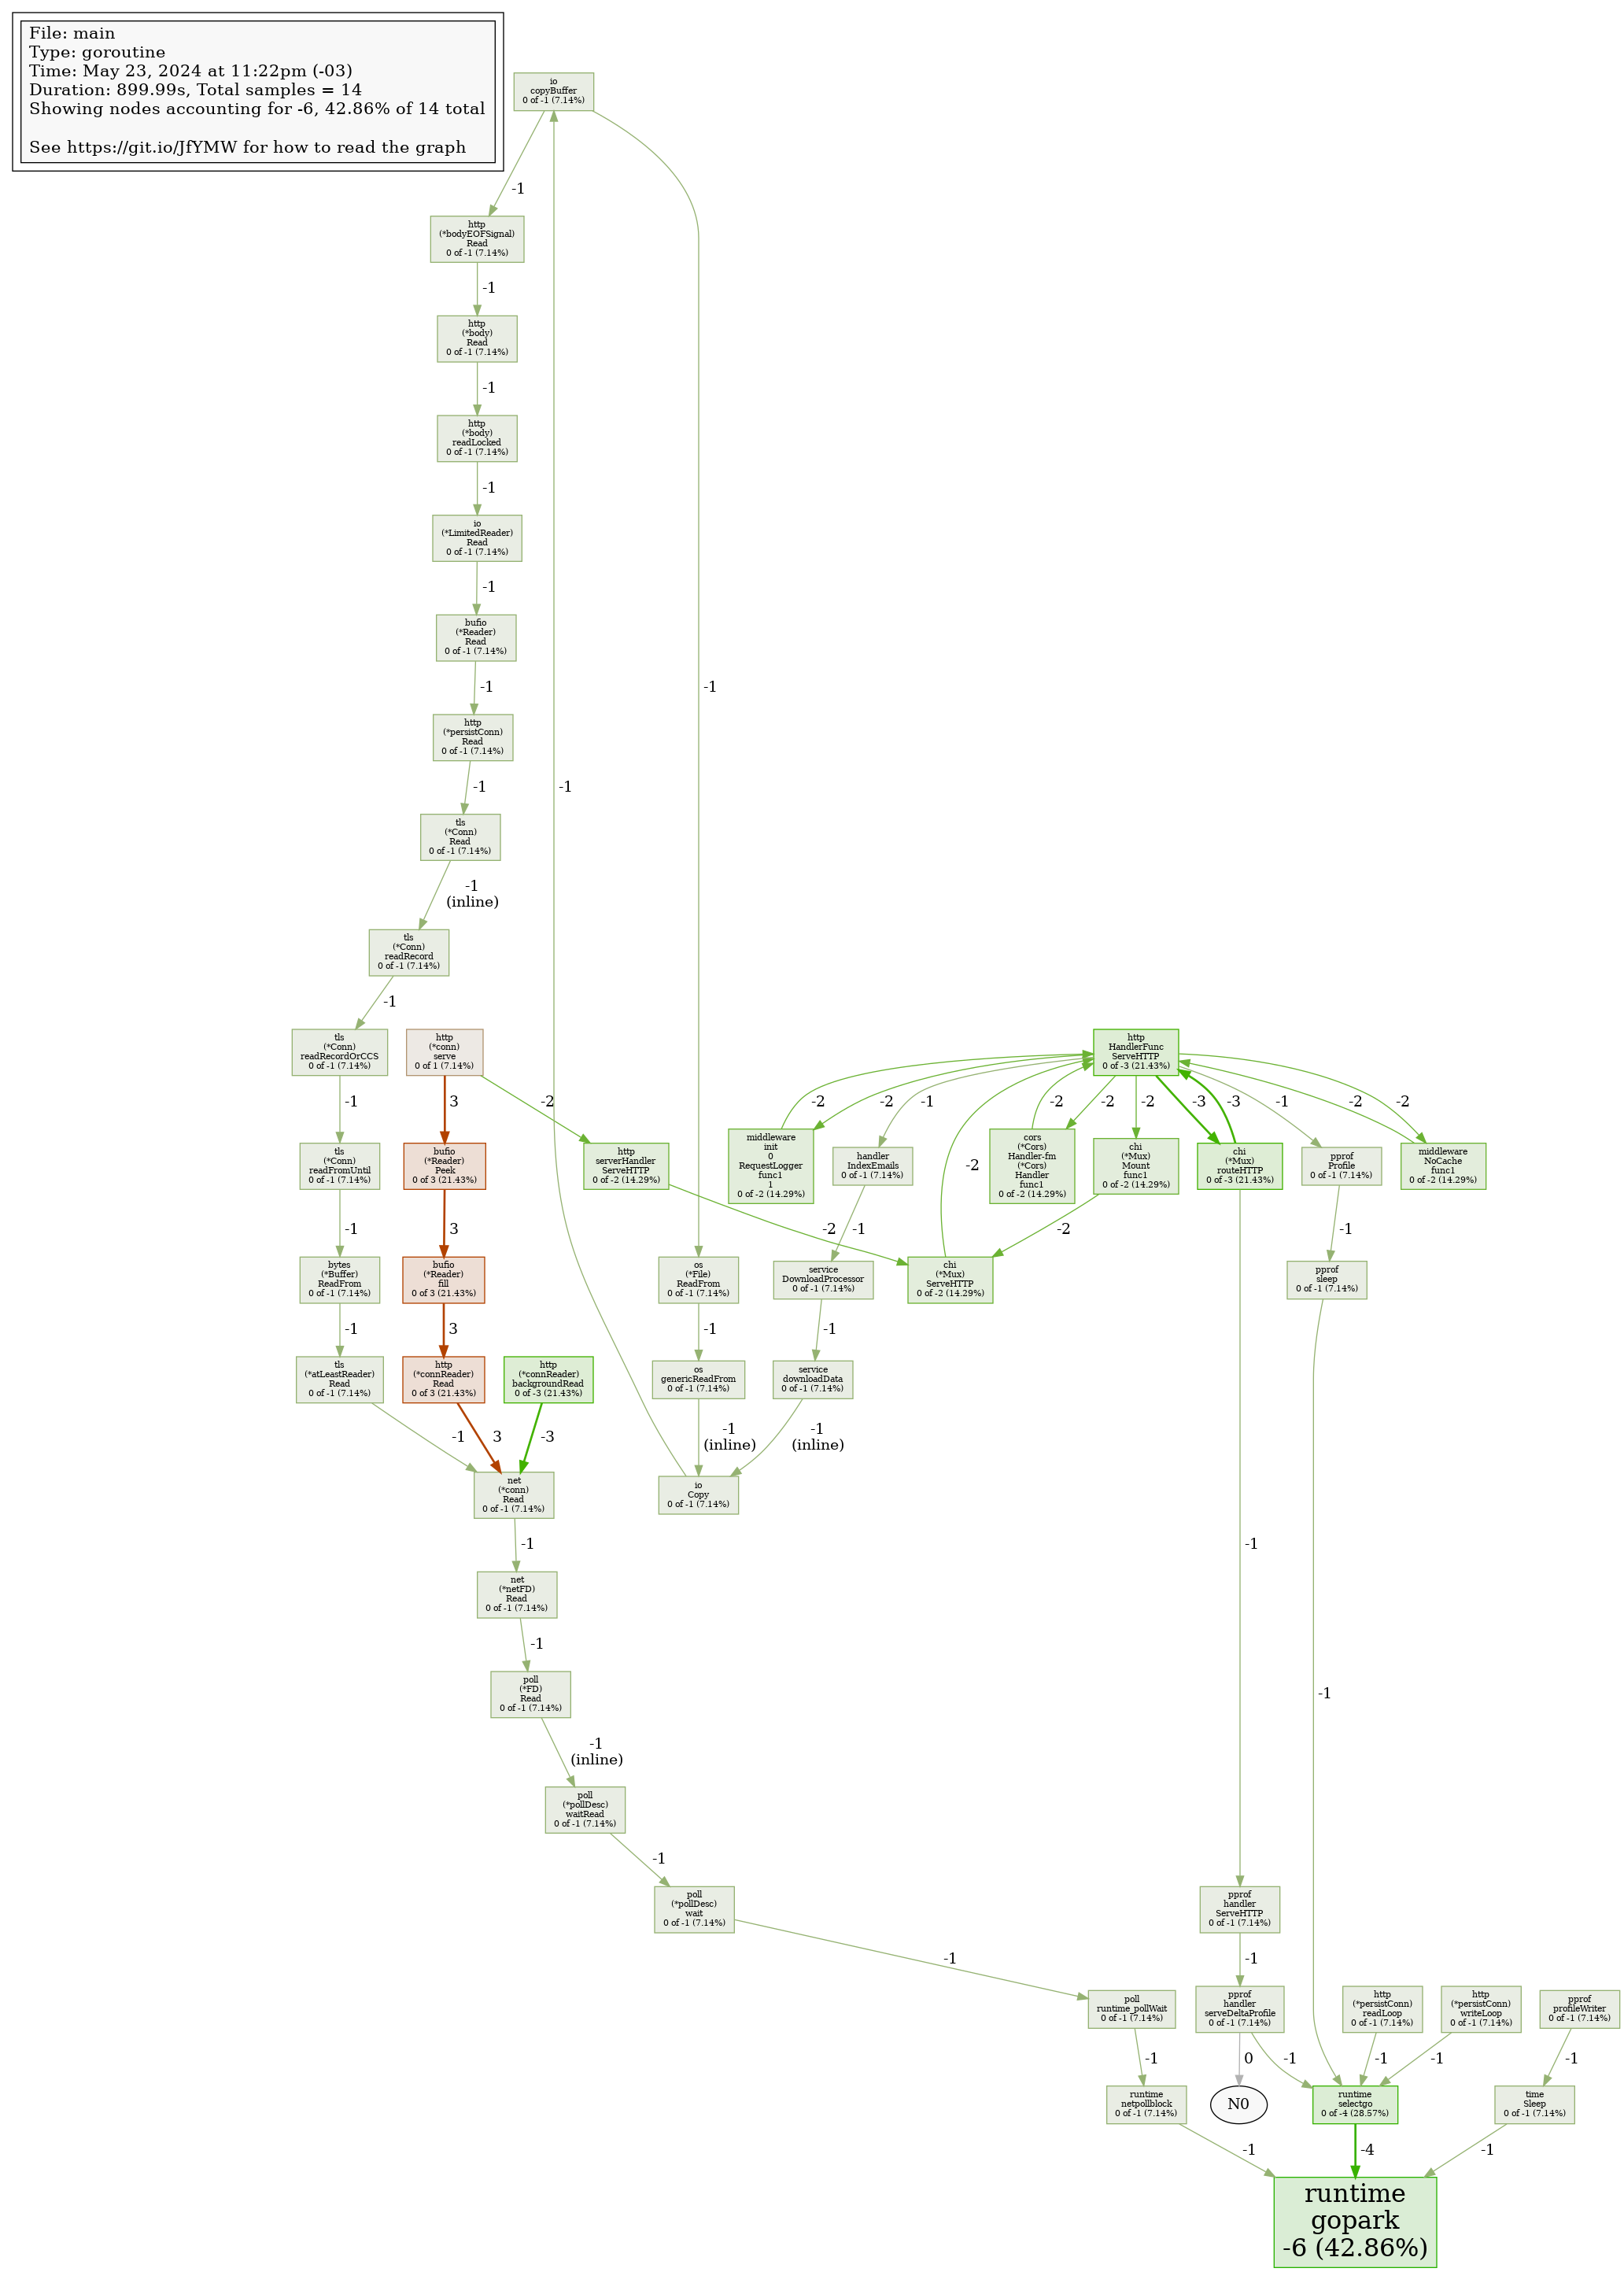 File: main
Type: goroutine
Time: May 23, 2024 at 11:22pm (-03)
Duration: 899.99s, Total samples = 14
Showing nodes accounting for -6, 42.86% of 14 total
See https://git.io/JfYMW for how to read the graph
io
copyBuffer
0 of -1 (7.14%)
-1
http
(*bodyEOFSignal)
Read
0 of -1 (7.14%)
-1
http
(*body)
Read
0 of -1 (7.14%)
-1
http
(*body)
readLocked
0 of -1 (7.14%)
-1
io
(*LimitedReader)
Read
0 of -1 (7.14%)
-1
bufio
(*Reader)
Read
0 of -1 (7.14%)
-1
-1
http
(*persistConn)
Read
0 of -1 (7.14%)
-1
-1
tls
(*Conn)
Read
0 of -1 (7.14%)
-1
(inline)
tls
(*Conn)
readRecord
0 of -1 (7.14%)
-1
tls
(*Conn)
readRecordOrCCS
0 of -1 (7.14%)
http
(*conn)
serve
0 of 1 (7.14%)
http
HandlerFunc
ServeHTTP
0 of -3 (21.43%)
-1
3
-2
-2
-2
-1
-2
-2
-2
-3
-3
-1
-2
-2
tls
(*Conn)
readFromUntil
0 of -1 (7.14%)
bufio
(*Reader)
Peek
0 of 3 (21.43%)
http
serverHandler
ServeHTTP
0 of -2 (14.29%)
middleware
init
0
RequestLogger
func1
1
0 of -2 (14.29%)
handler
IndexEmails
0 of -1 (7.14%)
cors
(*Cors)
Handler-fm
(*Cors)
Handler
func1
0 of -2 (14.29%)
chi
(*Mux)
Mount
func1
0 of -2 (14.29%)
chi
(*Mux)
routeHTTP
0 of -3 (21.43%)
pprof
Profile
0 of -1 (7.14%)
middleware
NoCache
func1
0 of -2 (14.29%)
-2
-1
3
-2
-1
-2
-1
bytes
(*Buffer)
ReadFrom
0 of -1 (7.14%)
bufio
(*Reader)
fill
0 of 3 (21.43%)
os
(*File)
ReadFrom
0 of -1 (7.14%)
service
DownloadProcessor
0 of -1 (7.14%)
chi
(*Mux)
ServeHTTP
0 of -2 (14.29%)
pprof
sleep
0 of -1 (7.14%)
-1
3
-1
-1
tls
(*atLeastReader)
Read
0 of -1 (7.14%)
http
(*connReader)
Read
0 of 3 (21.43%)
http
(*connReader)
backgroundRead
0 of -3 (21.43%)
os
genericReadFrom
0 of -1 (7.14%)
service
downloadData
0 of -1 (7.14%)
-1
3
-3
-1
(inline)
-1
(inline)
net
(*conn)
Read
0 of -1 (7.14%)
io
Copy
0 of -1 (7.14%)
-1
-1
net
(*netFD)
Read
0 of -1 (7.14%)
-1
poll
(*FD)
Read
0 of -1 (7.14%)
-1
-1
(inline)
poll
(*pollDesc)
waitRead
0 of -1 (7.14%)
-1
poll
(*pollDesc)
wait
0 of -1 (7.14%)
pprof
handler
ServeHTTP
0 of -1 (7.14%)
-1
-1
poll
runtime_pollWait
0 of -1 (7.14%)
pprof
handler
serveDeltaProfile
0 of -1 (7.14%)
http
(*persistConn)
readLoop
0 of -1 (7.14%)
http
(*persistConn)
writeLoop
0 of -1 (7.14%)
pprof
profileWriter
0 of -1 (7.14%)
-1
0
-1
-1
-1
-1
runtime
netpollblock
0 of -1 (7.14%)
N0
runtime
selectgo
0 of -4 (28.57%)
time
Sleep
0 of -1 (7.14%)
-1
-4
-1
runtime
gopark
-6 (42.86%)